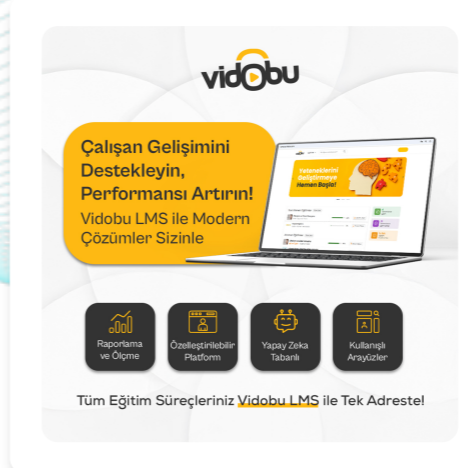 vidobu
Çalışan Gelişimini
Destekleyin,
Performansı Artırın!
Vidobu LMS ile Modern
Çözümler Sizinle
Yeteneklerini
Geliştirmeye
Hemen Başla!
Raporlama
ve Ölçme
Özelleştirilebilir
Platform
Yapay Zeka
Tabanlı
Kullanışlı
Arayüzler
Tüm Eğitim Süreçleriniz Vidobu LMS ile Tek Adreste!